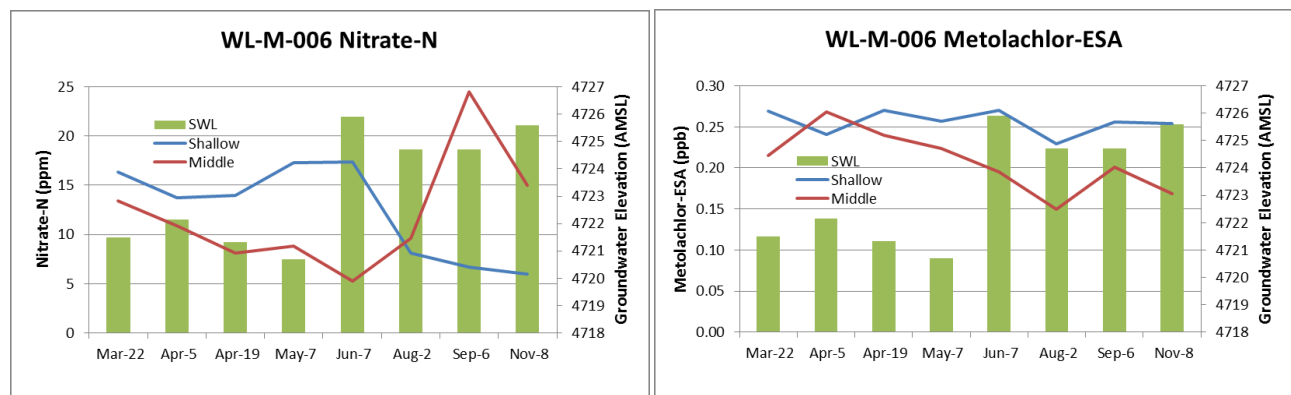 WL-M-006 Nitrate-N
Nitrate-N (ppm)
25
20
15
10
5
0
SWL
Shallow
Middle
4727
4726
4725
4724
4723
4722
4721
4720
4719
4718
Groundwater Elevation (AMSL)
Mar-22 Apr-5 Apr-19 May-7 Jun-7 Aug-2 Sep-6 Nov-8
WL-M-006 Metolachlor-ESA
Metolachlor-ESA (ppb)
0.30
0.25
0.20
0.15
0.10
0.05
0.00
SWL
Shallow
Middle
4727
4726
4725
4724
4723
4722
4721
4720
4719
4718
Groundwater Elevation (AMSL)
Mar-22 Apr-5 Apr-19 May-7 Jun-7 Aug-2 Sep-6 Nov-8